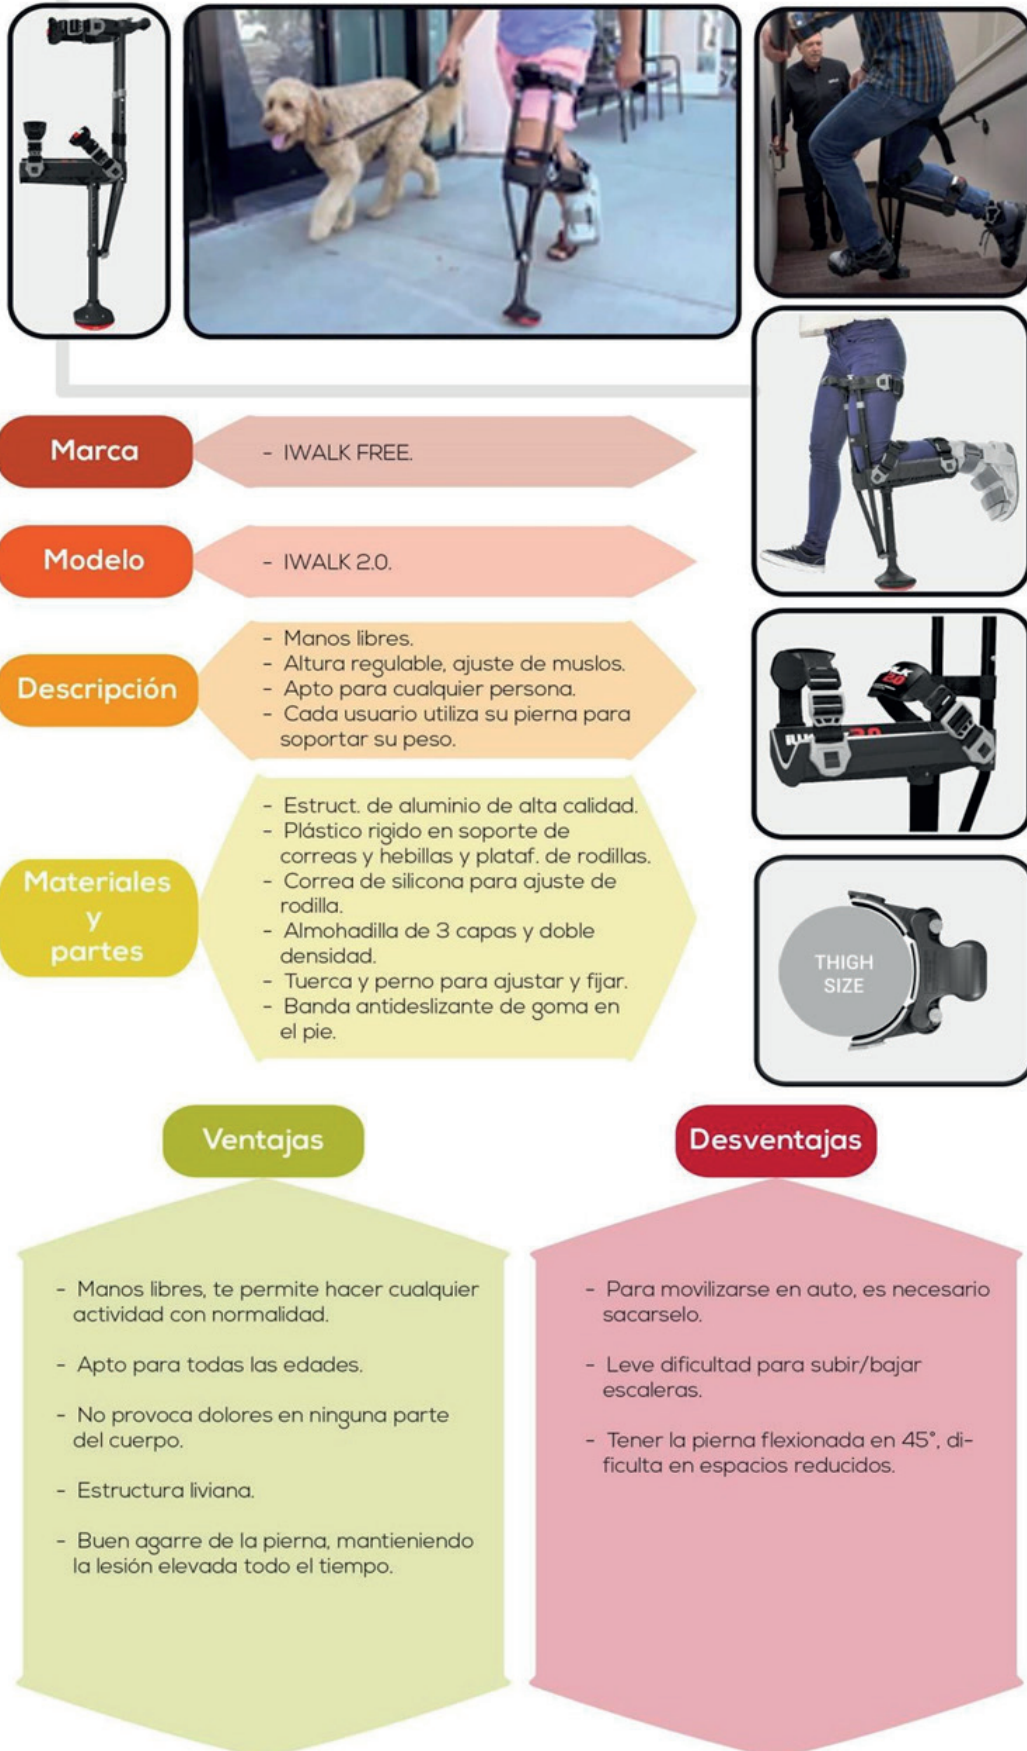 Marca
- IWALK FREE.
Modelo
- IWALK 2.0.
Descripción
- Manos libres.
- Altura regulable, ajuste de muslos.
- Apto para cualquier persona.
- Cada usuario utiliza su pierna para
soportar su peso.
Materiales
y
partes
- Estruct. de aluminio de alta calidad.
- Plástico rigido en soporte de
correas y hebillas y plataf. de rodillas.
- Correa de silicona para ajuste de
rodilla.
- Almohadilla de 3 capas y doble
densidad.
- Tuerca y perno para ajustar y fijar.
- Banda antideslizante de goma en
el pie.
2.0
THIGH
SIZE
Ventajas
- Manos libres, te permite hacer cualquier
actividad con normalidad.
- Apto para todas las edades.
- No provoca dolores en ninguna parte
del cuerpo.
- Estructura liviana.
- Buen agarre de la pierna, mantieniendo
la lesión elevada todo el tiempo.
Desventajas
- Para movilizarse en auto, es necesario
sacarselo.
- Leve dificultad para subir/bajar
escaleras.
- Tener la pierna flexionada en 45°, di-
ficulta en espacios reducidos.